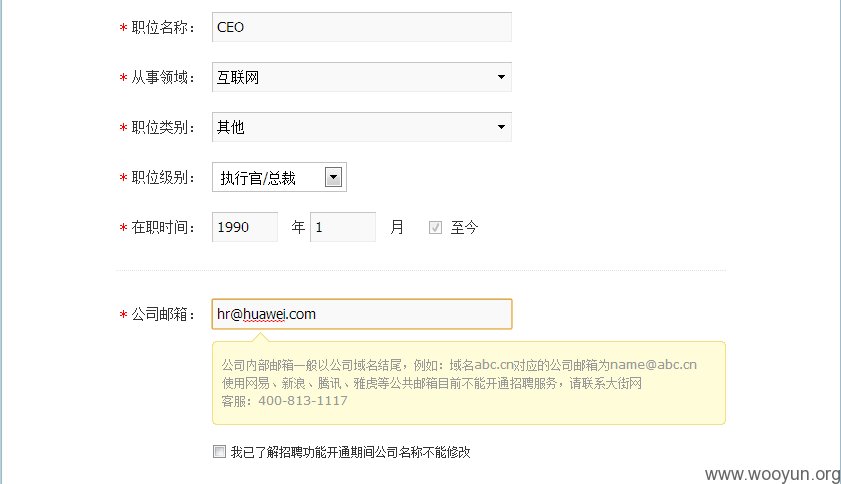 * 职位名称： CEO
* 从事领域： 互联网
* 职位类别： 其他
* 职位级别： 执行官/总裁
* 在职时间： 1990 年 1 月 至今
* 公司邮箱： hr@huawei.com
公司内部邮箱一般以公司域名结尾，例如：域名abc.cn对应的公司邮箱为name@abc.cn
使用网易、新浪、腾讯、雅虎等公共邮箱目前不能开通招聘服务，请联系大街网
客服：400-813-1117
我已了解招聘功能开通期间公司名称不能修改
www.wooyun.org